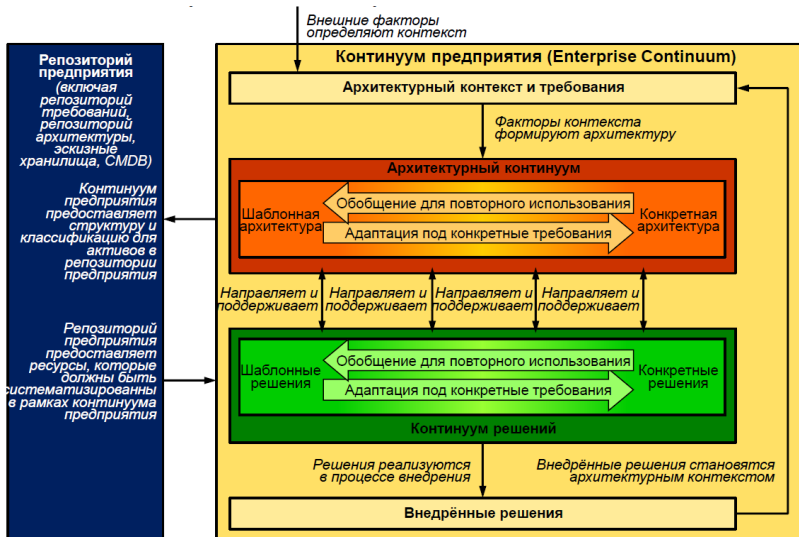 Внешние факторы
определяют контекст
Репозиторий
предприятия
(включая
репозиторий
требований,
репозиторий
архитектуры,
эскизные
хранилища, CMDB)
Континуум
предприятия
предоставляет
структуру и
классификацию для
активов в
репозитории
предприятия
Репозиторий
предприятия
предоставляет
ресурсы, которые
должны быть
систематизированны
в рамках континуума
предприятия
Континуум предприятия (Enterprise Continuum)
Архитектурный контекст и требования
Факторы контекста
формируют архитектуру
Архитектурный континуум
Шаблонная
архитектура
Обобщение для повторного использования
Адаптация под конкретные требования
Конкретная
архитектура
Направляет и
поддерживает
Направляет и
поддерживает
Направляет и
поддерживает
Направляет и
поддерживает
Шаблонные
решения
Обобщение для повторного использования
Адаптация под конкретные требования
Конкретные
решения
Континуум решений
Решения реализуются
в процессе внедрения
Внедрённые решения становятся
архитектурным контекстом
Внедрённые решения